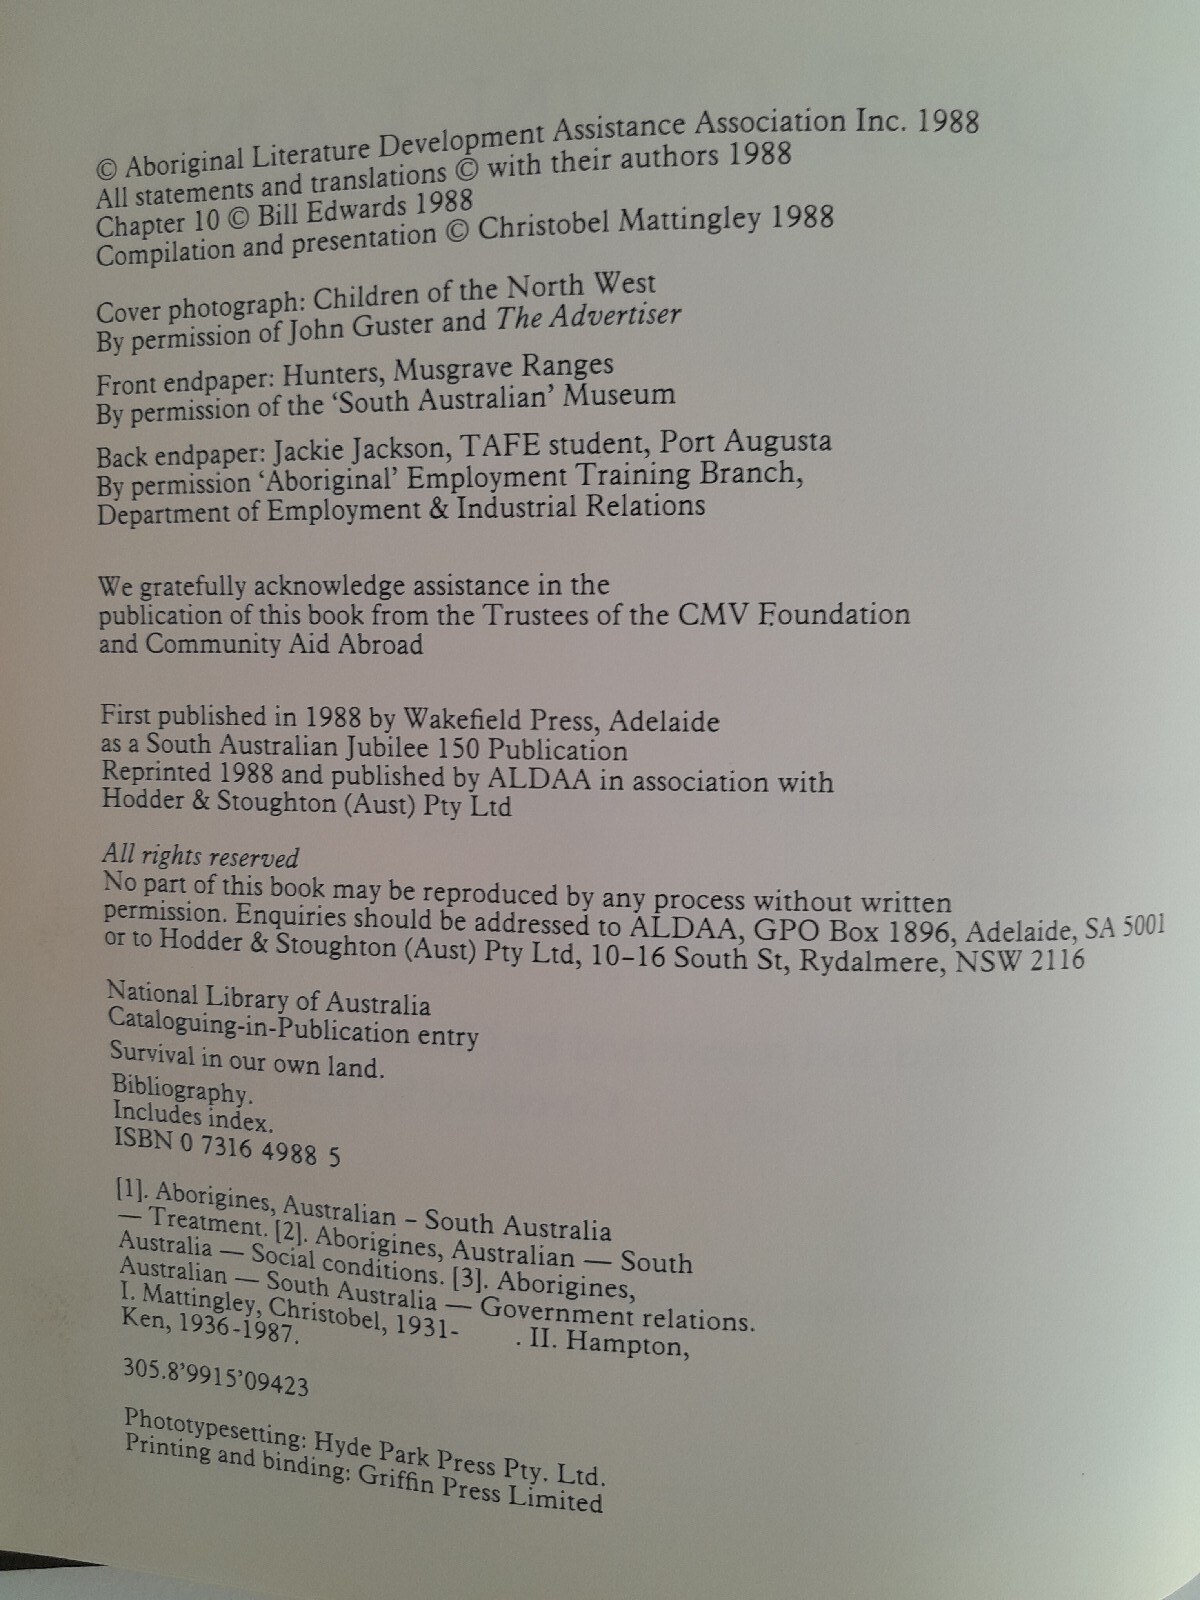 © Aboriginal Literature Development Assistance Association Inc. 1988
All statements and translations © with their authors 1988
Chapter 10 © Bill Edwards 1988
Compilation and presentation © Christobel Mattingley 1988
Cover photograph: Children of the North West
By permission of John Guster and The Advertiser
Front endpaper: Hunters, Musgrave Ranges
By permission of the ‘South Australian’ Museum
Back endpaper: Jackie Jackson, TAFE student, Port Augusta
By permission ‘Aboriginal’ Employment Training Branch,
Department of Employment & Industrial Relations
We gratefully acknowledge assistance in the
publication of this book from the Trustees of the CMV Foundation
and Community Aid Abroad
First published in 1988 by Wakefield Press, Adelaide
as a South Australian Jubilee 150 Publication
Reprinted 1988 and published by ALDAA in association with
Hodder & Stoughton (Aust) Pty Ltd
All rights reserved
No part of this book may be reproduced by any process without written
permission. Enquiries should be addressed to ALDAA, GPO Box 1896, Adelaide, SA 5001
or to Hodder & Stoughton (Aust) Pty Ltd, 10–16 South St, Rydalmere, NSW 2116
National Library of Australia
Cataloguing-in-Publication entry
Survival in our own land.
Bibliography.
Includes index.
ISBN 0 7316 4988 5
[1]. Aborigines, Australian – South Australia
— Treatment. [2]. Aborigines, Australian — South
Australia — Social conditions. [3]. Aborigines,
Australian — South Australia — Government relations.
I. Mattingley, Christobel, 1931- . II. Hampton,
Ken, 1936-1987.
305.8’9915’09423
Phototypesetting: Hyde Park Press Pty. Ltd.
Printing and binding: Griffin Press Limited